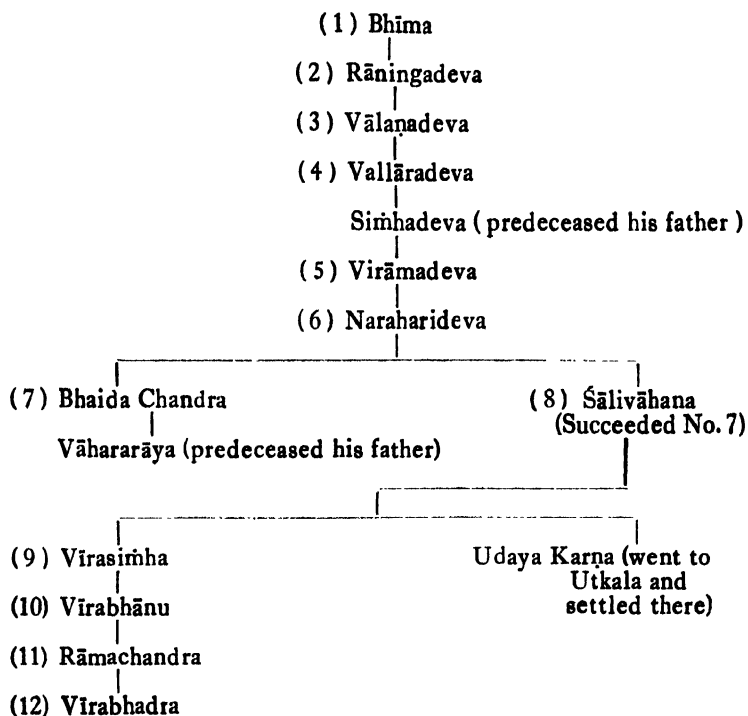 (1) Bhīma
(2) Rāningadeva
(3) Vālaṇadeva
(4) Vallāradeva
Siṁhadeva (predeceased his father)
(5) Virāmadeva
(6) Naraharideva
(7) Bhaida Chandra
(8) Śālivāhana
(Succeeded No. 7)
Vāhararāya (predeceased his father)
(9) Vīrasiṁha
Udaya Karṇa (went to
Utkala and
settled there)
(10) Vīrabhānu
(11) Rāmachandra
(12) Vīrabhadra